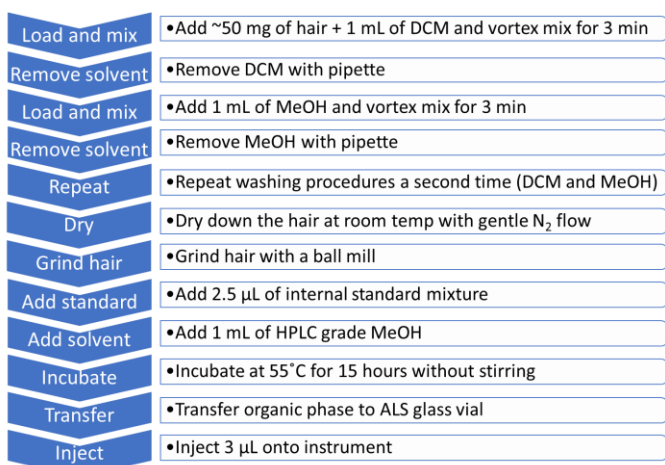 Load and mix •Add ~50 mg of hair + 1 mL of DCM and vortex mix for 3 min
Remove solvent •Remove DCM with pipette
Load and mix •Add 1 mL of MeOH and vortex mix for 3 min
Remove solvent •Remove MeOH with pipette
Repeat •Repeat washing procedures a second time (DCM and MeOH)
Dry •Dry down the hair at room temp with gentle N₂ flow
Grind hair •Grind hair with a ball mill
Add standard •Add 2.5 µL of internal standard mixture
Add solvent •Add 1 mL of HPLC grade MeOH
Incubate •Incubate at 55˚C for 15 hours without stirring
Transfer •Transfer organic phase to ALS glass vial
Inject •Inject 3 µL onto instrument